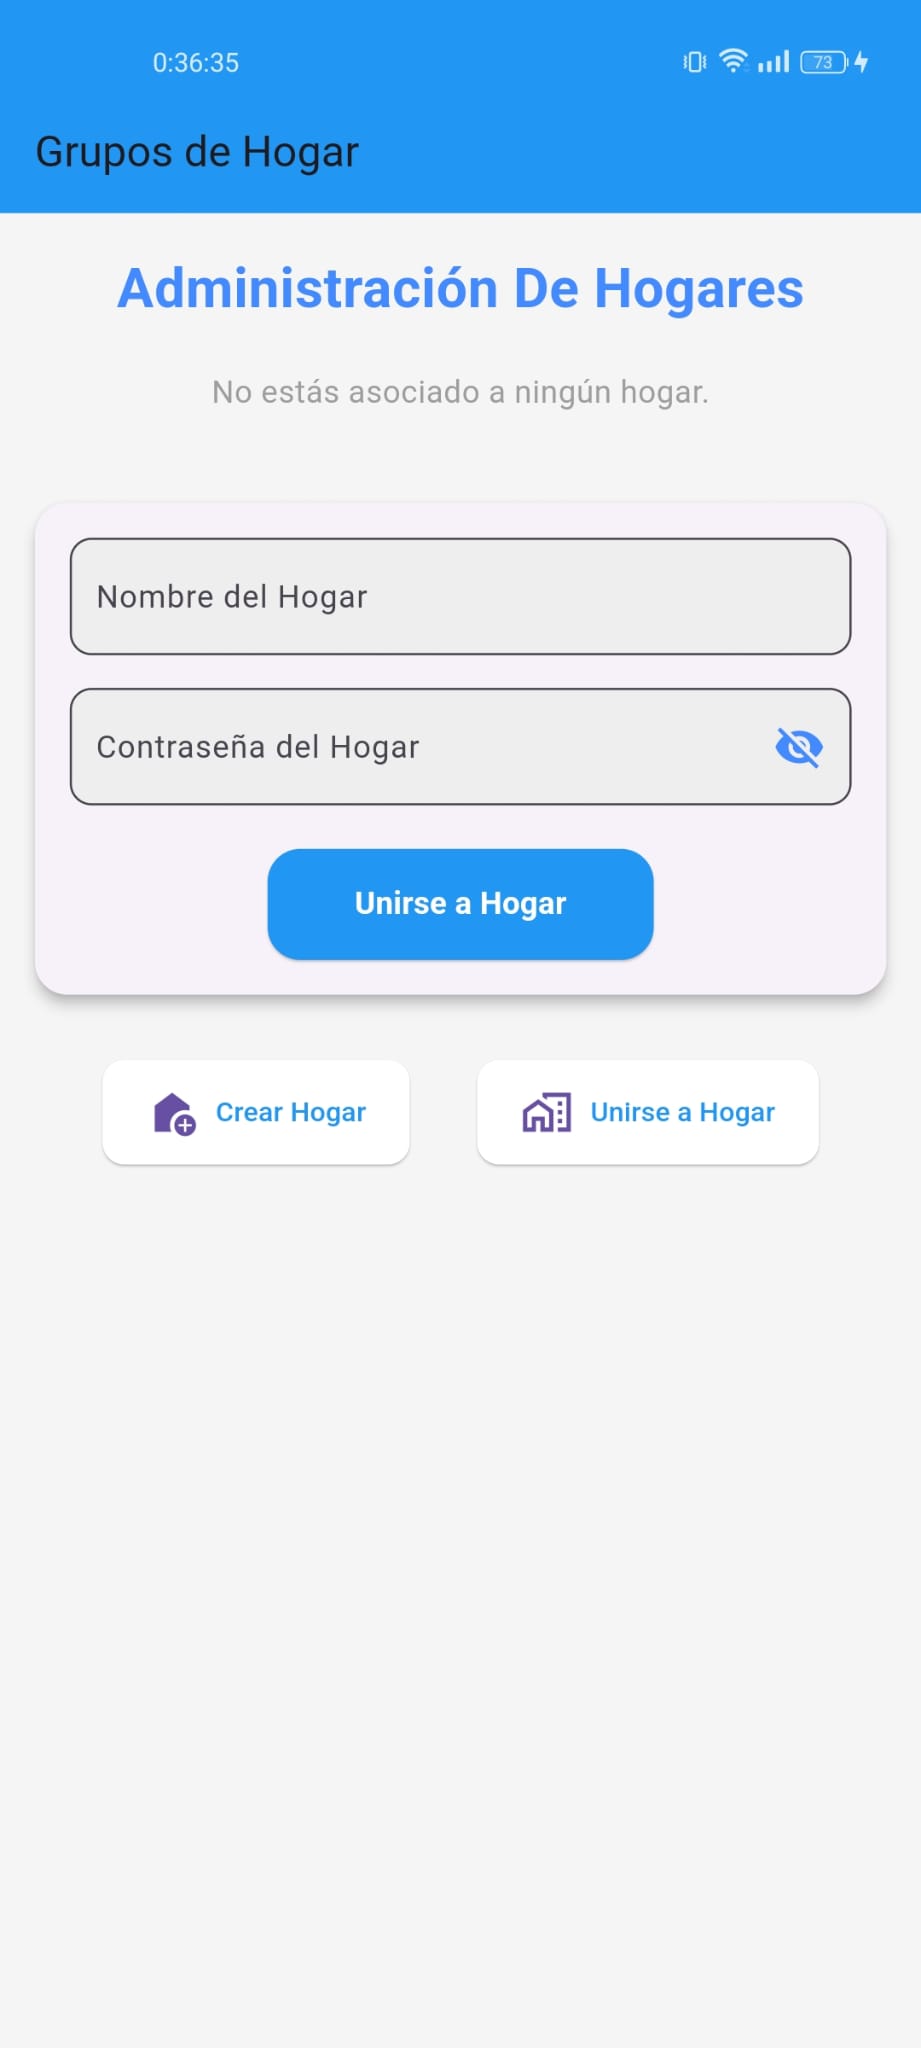 0:36:35
73
Grupos de Hogar
Administración De Hogares
No estás asociado a ningún hogar.
Nombre del Hogar
Contraseña del Hogar
Unirse a Hogar
Crear Hogar
Unirse a Hogar